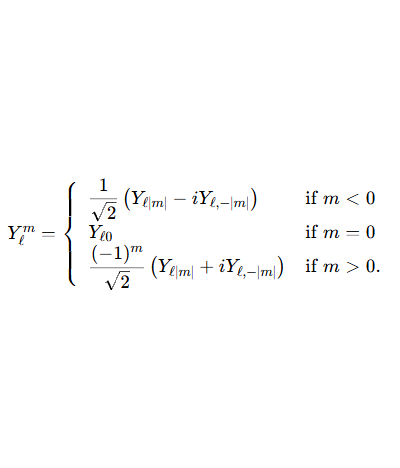 Y_ℓ^m = { 1/√2 (Y_{ℓ|m|} − iY_{ℓ,−|m|}) if m < 0
Y_{ℓ0} if m = 0
(−1)^m/√2 (Y_{ℓ|m|} + iY_{ℓ,−|m|}) if m > 0.